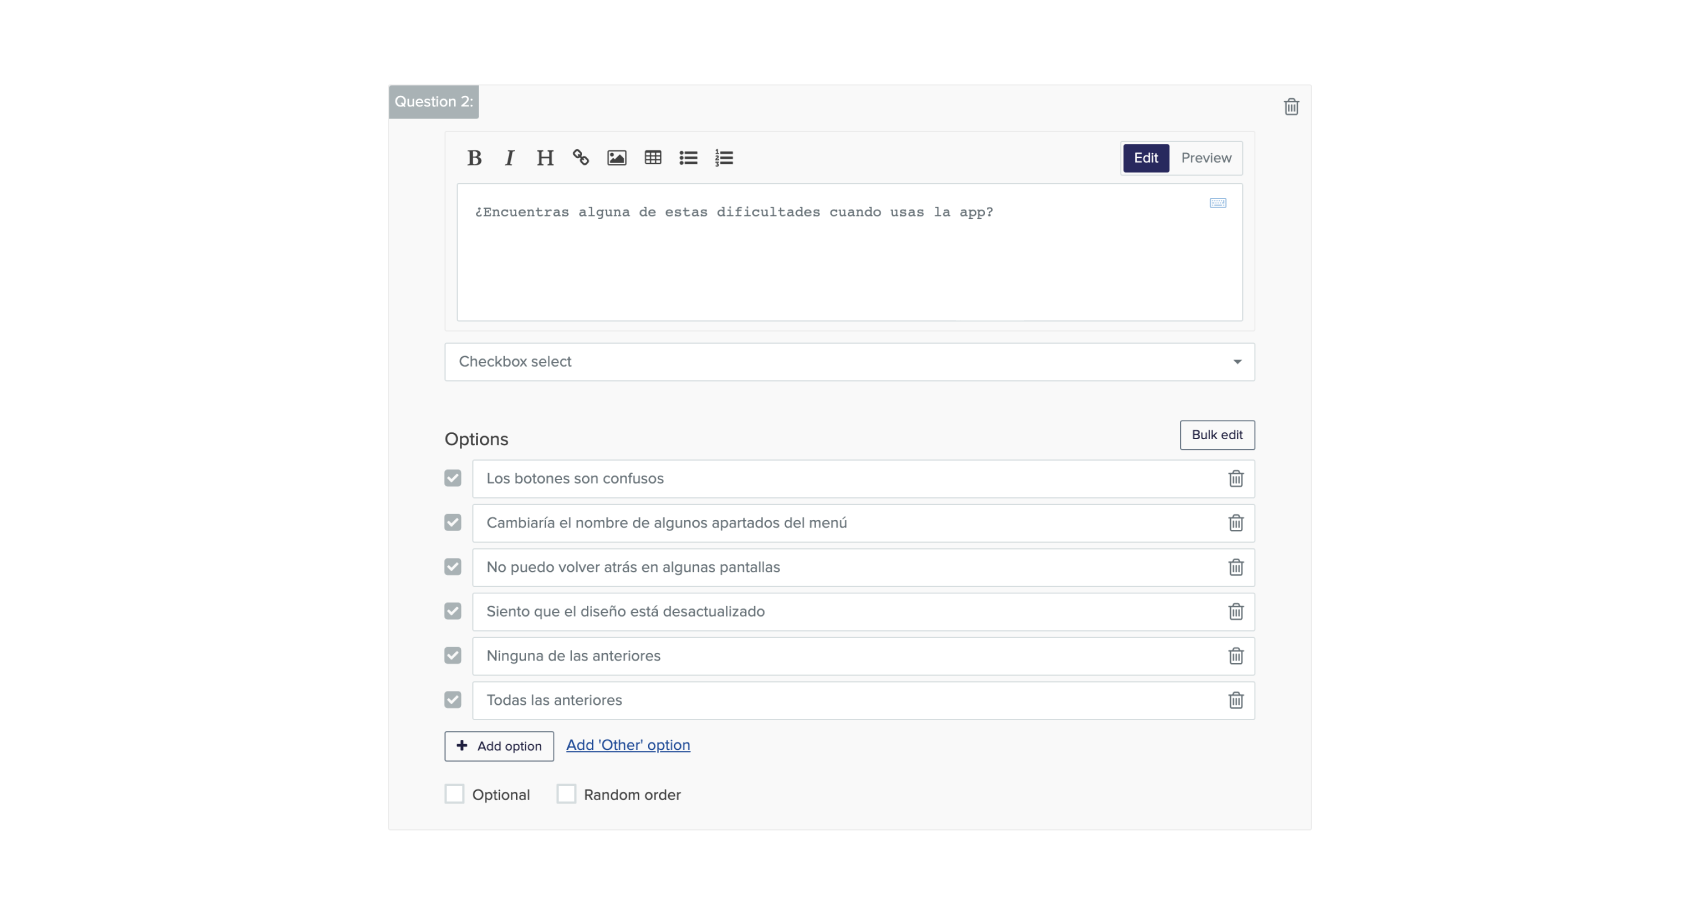 Question 2:
B I H
Edit Preview
¿Encuentras alguna de estas dificultades cuando usas la app?
Checkbox select
Options
Bulk edit
Los botones son confusos
Cambiaría el nombre de algunos apartados del menú
No puedo volver atrás en algunas pantallas
Siento que el diseño está desactualizado
Ninguna de las anteriores
Todas las anteriores
+ Add option Add 'Other' option
Optional Random order